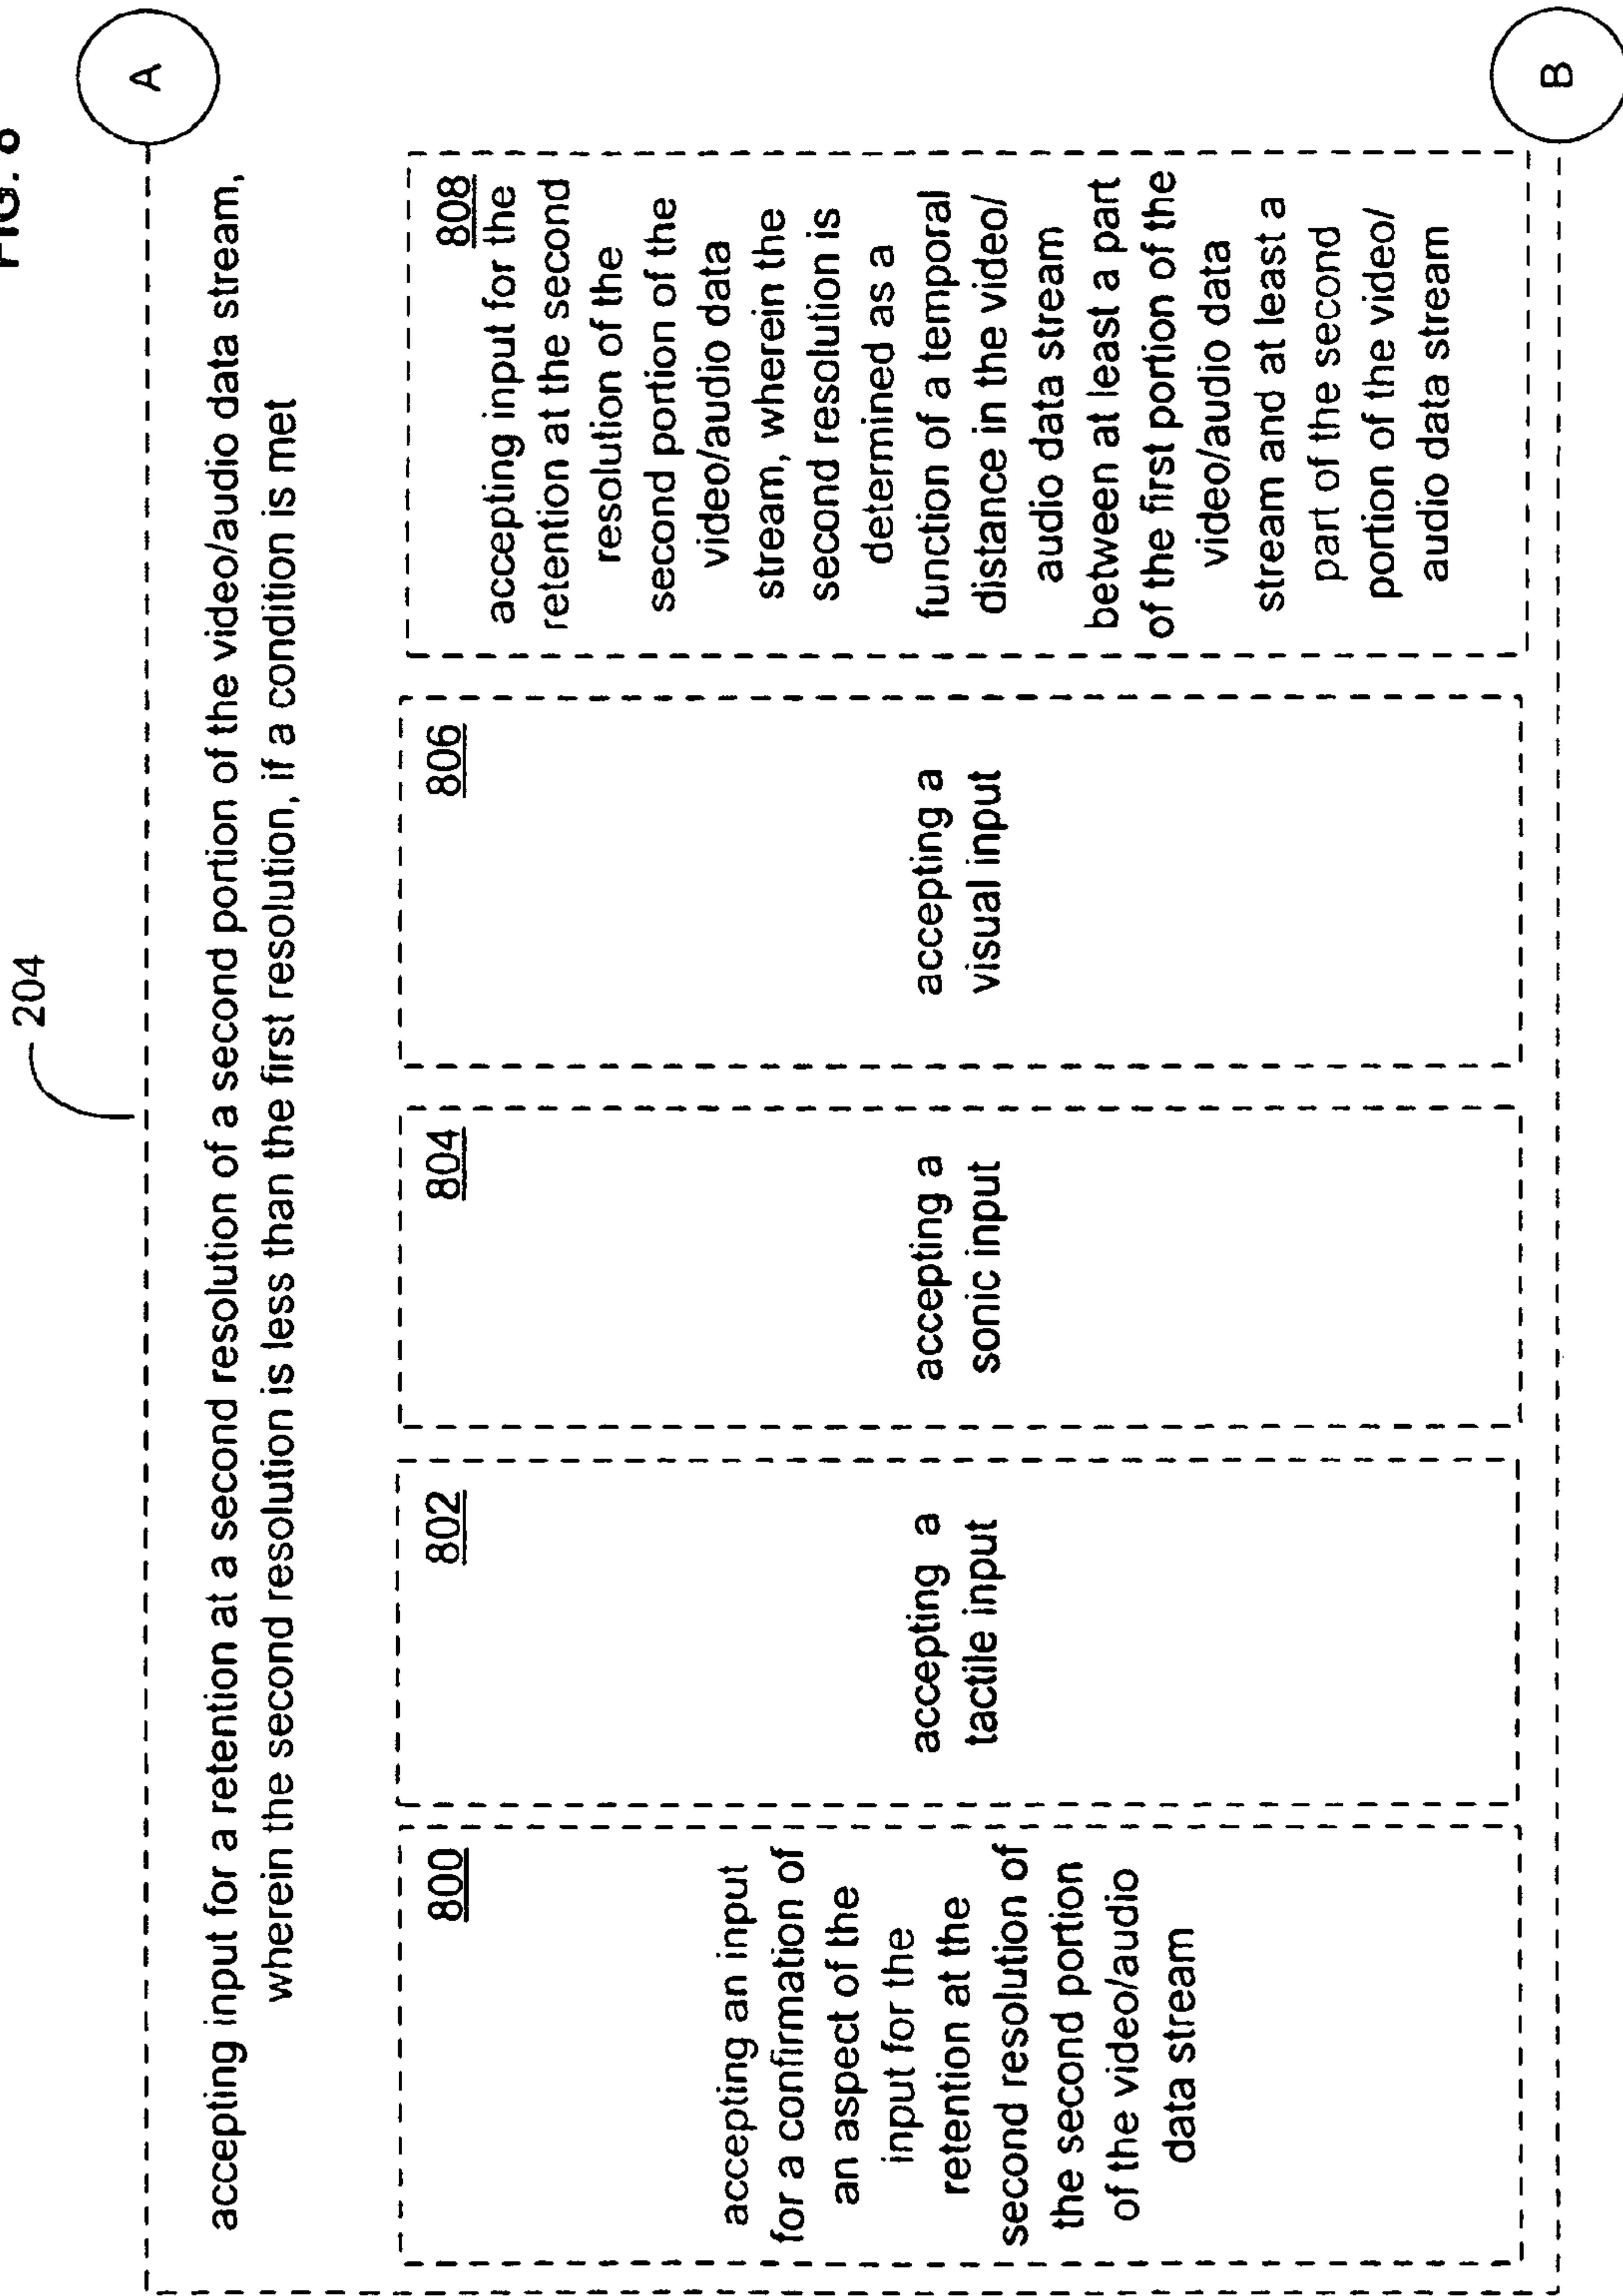 FIG. 8
204
A
accepting input for a retention at a second resolution of a second portion of the video/audio data stream,
wherein the second resolution is less than the first resolution, if a condition is met
800
accepting an input
for a confirmation of
an aspect of the
input for the
retention at the
second resolution of
the second portion
of the video/audio
data stream
802
accepting a
tactile input
804
accepting a
sonic input
806
accepting a
visual input
808
accepting input for the
retention at the second
resolution of the
second portion of the
video/audio data
stream, wherein the
second resolution is
determined as a
function of a temporal
distance in the video/
audio data stream
between at least a part
of the first portion of the
video/audio data
stream and at least a
part of the second
portion of the video/
audio data stream
B